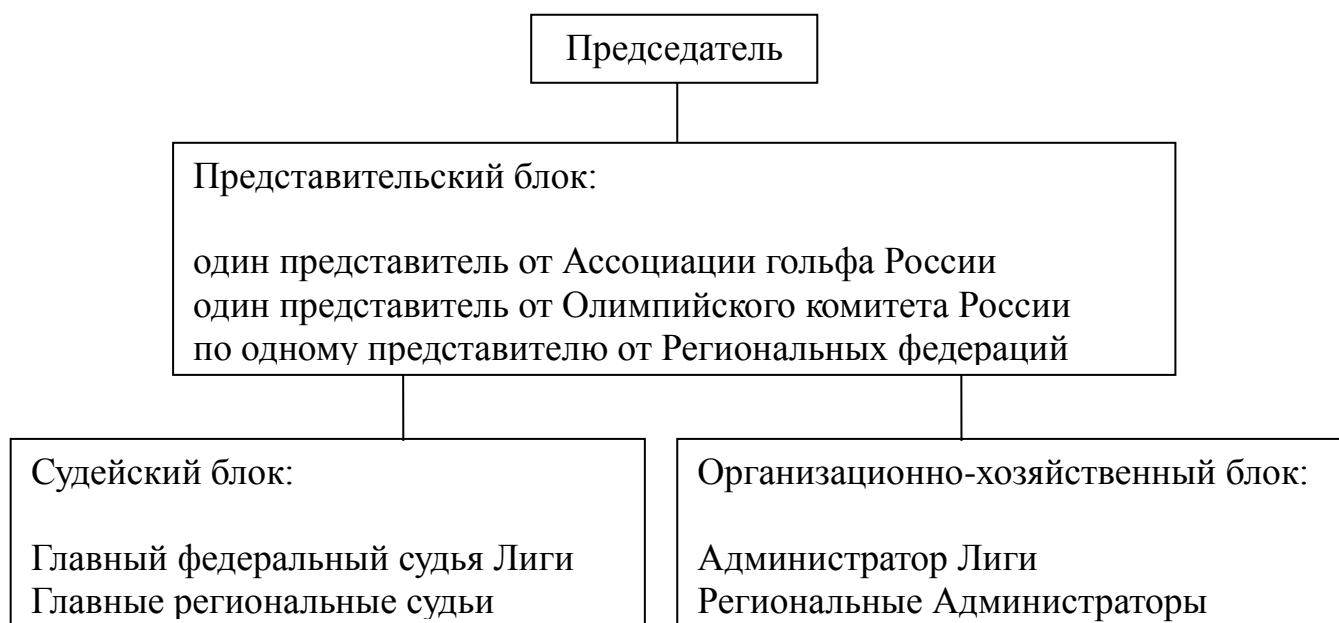 Председатель
Представительский блок:
один представитель от Ассоциации гольфа России
один представитель от Олимпийского комитета России
по одному представителю от Региональных федераций
Судейский блок:
Главный федеральный судья Лиги
Главные региональные судьи
Организационно-хозяйственный блок:
Администратор Лиги
Региональные Администраторы